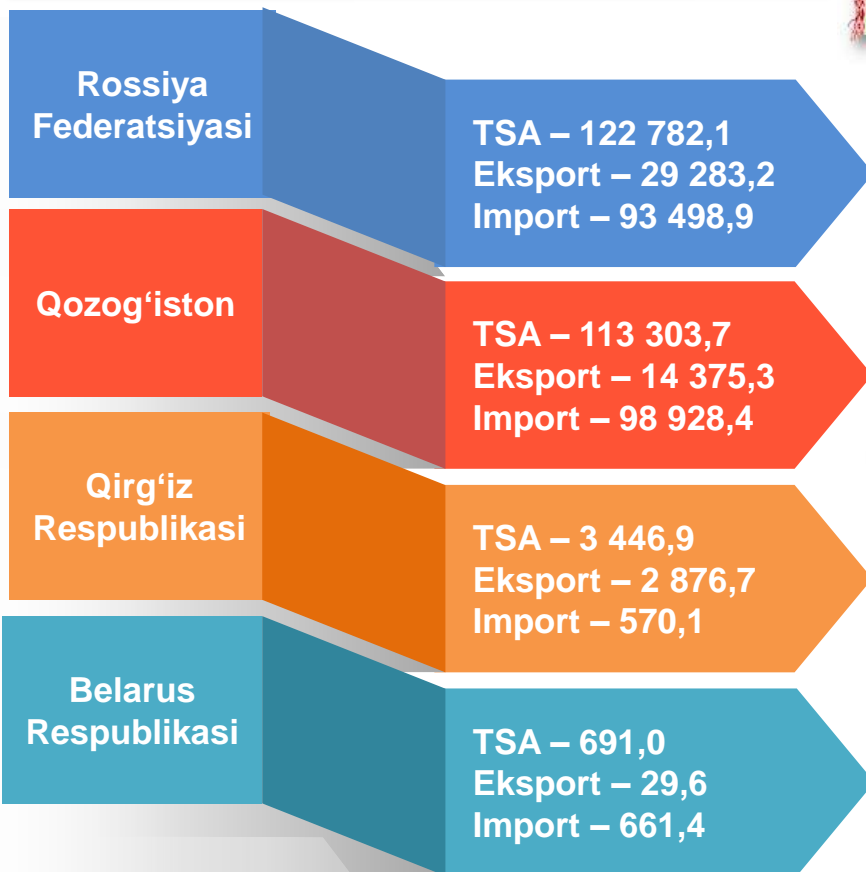 Rossiya
Federatsiyasi
TSA – 122 782,1
Eksport – 29 283,2
Import – 93 498,9
Qozog‘iston
TSA – 113 303,7
Eksport – 14 375,3
Import – 98 928,4
Qirg‘iz
Respublikasi
TSA – 3 446,9
Eksport – 2 876,7
Import – 570,1
Belarus
Respublikasi
TSA – 691,0
Eksport – 29,6
Import – 661,4